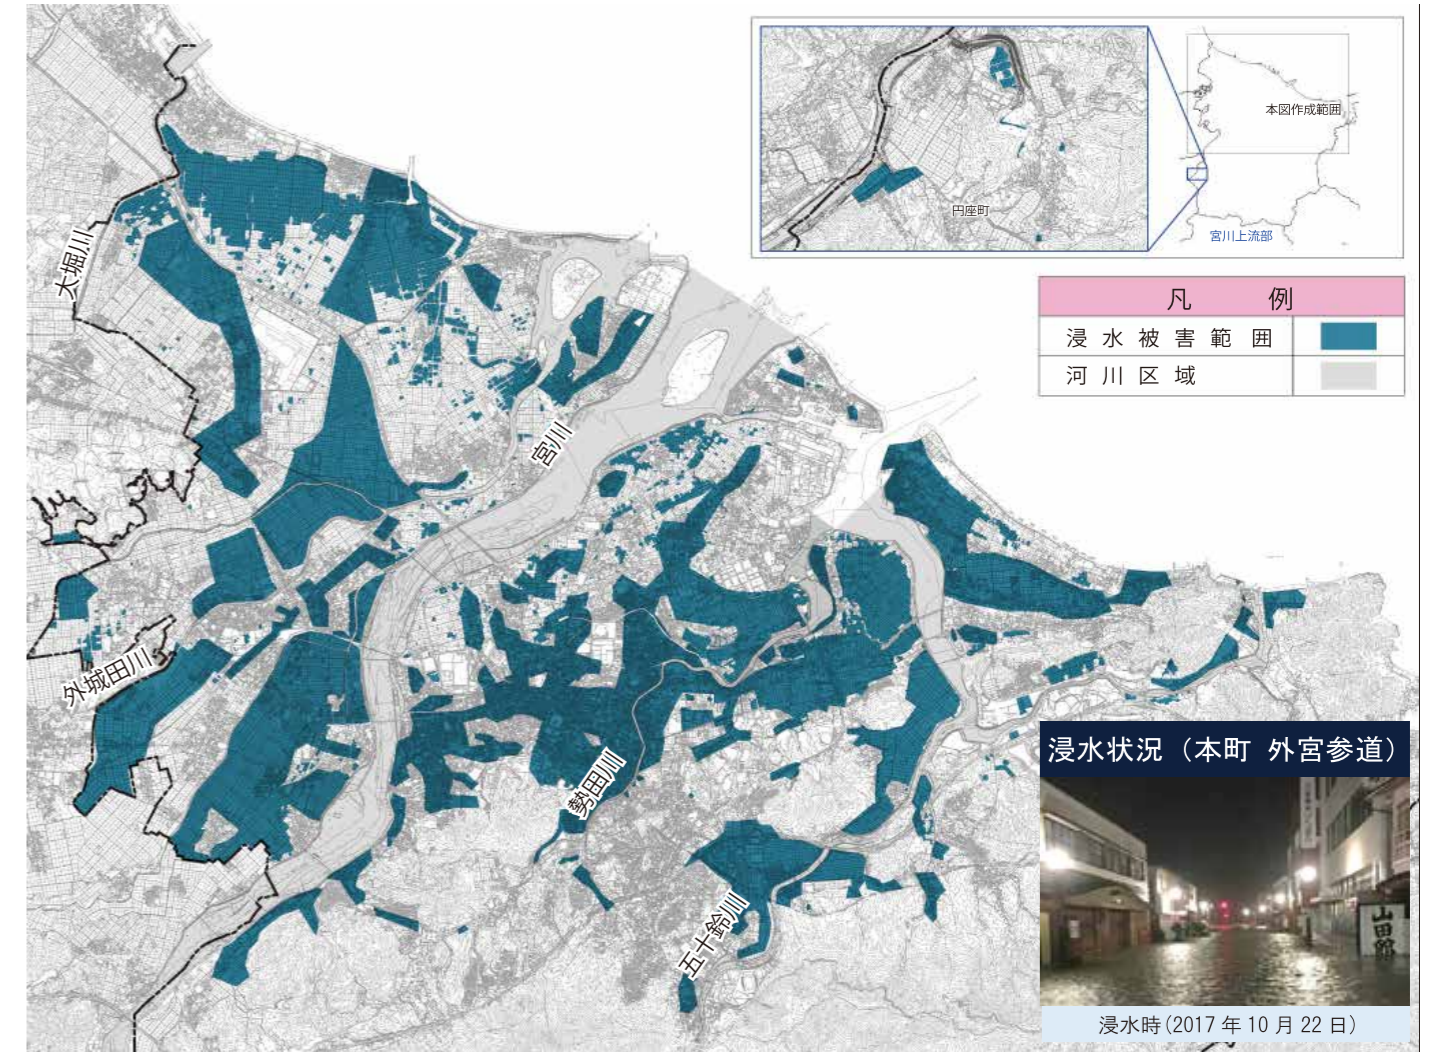 本図作成範囲
円座町
宮川上流部
凡 例
浸水被害範囲
河川区域
大堀川
宮川
外城田川
勢田川
五十鈴川
浸水状況（本町 外宮参道）
山田館
浸水時(2017年10月22日)